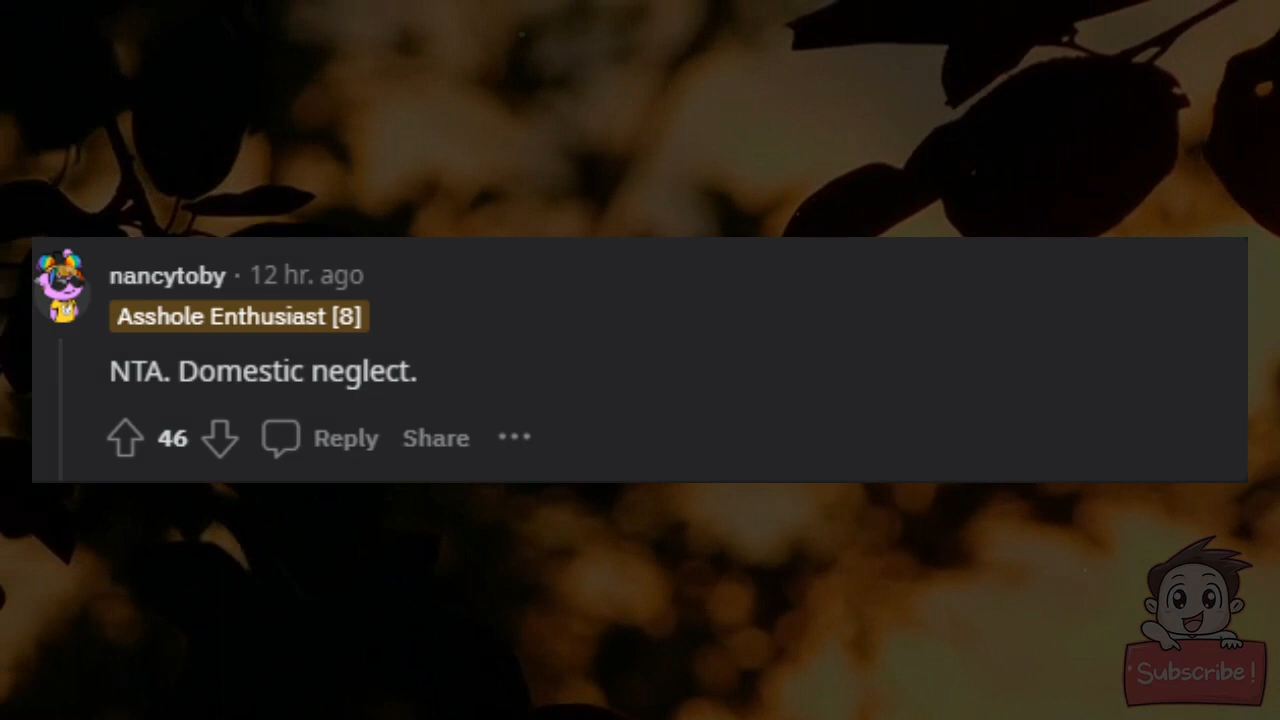 nancytoby · 12 hr. ago
Asshole Enthusiast [8]
NTA. Domestic neglect.
46 Reply Share ···
Subscribe!